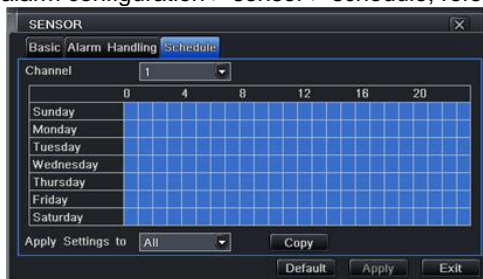 alarm configuration sensor schedule,
SENSOR
Basic Alarm Handling Schedule
Channel 1
0 4 8 12 16 20
Sunday
Monday
Tuesday
Wednesday
Thursday
Friday
Saturday
Apply Settings to All Copy
Default Apply Exit